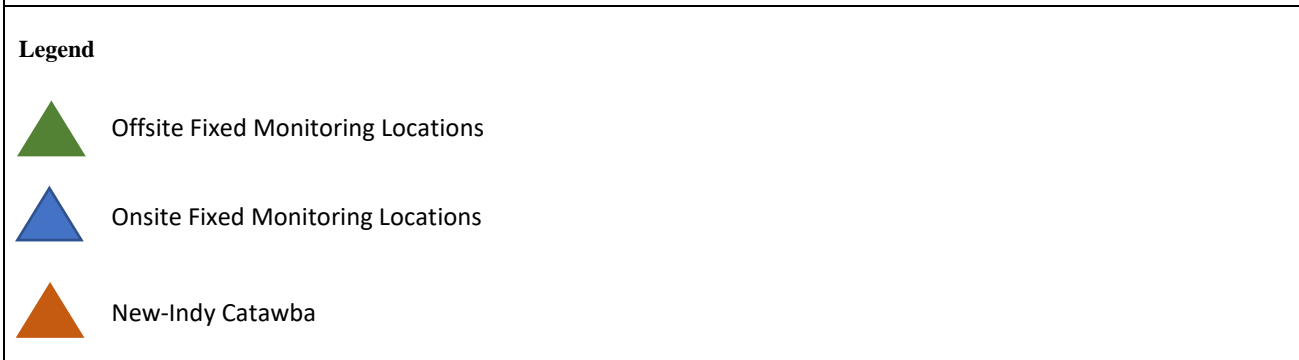 Legend
Offsite Fixed Monitoring Locations
Onsite Fixed Monitoring Locations
New-Indy Catawba